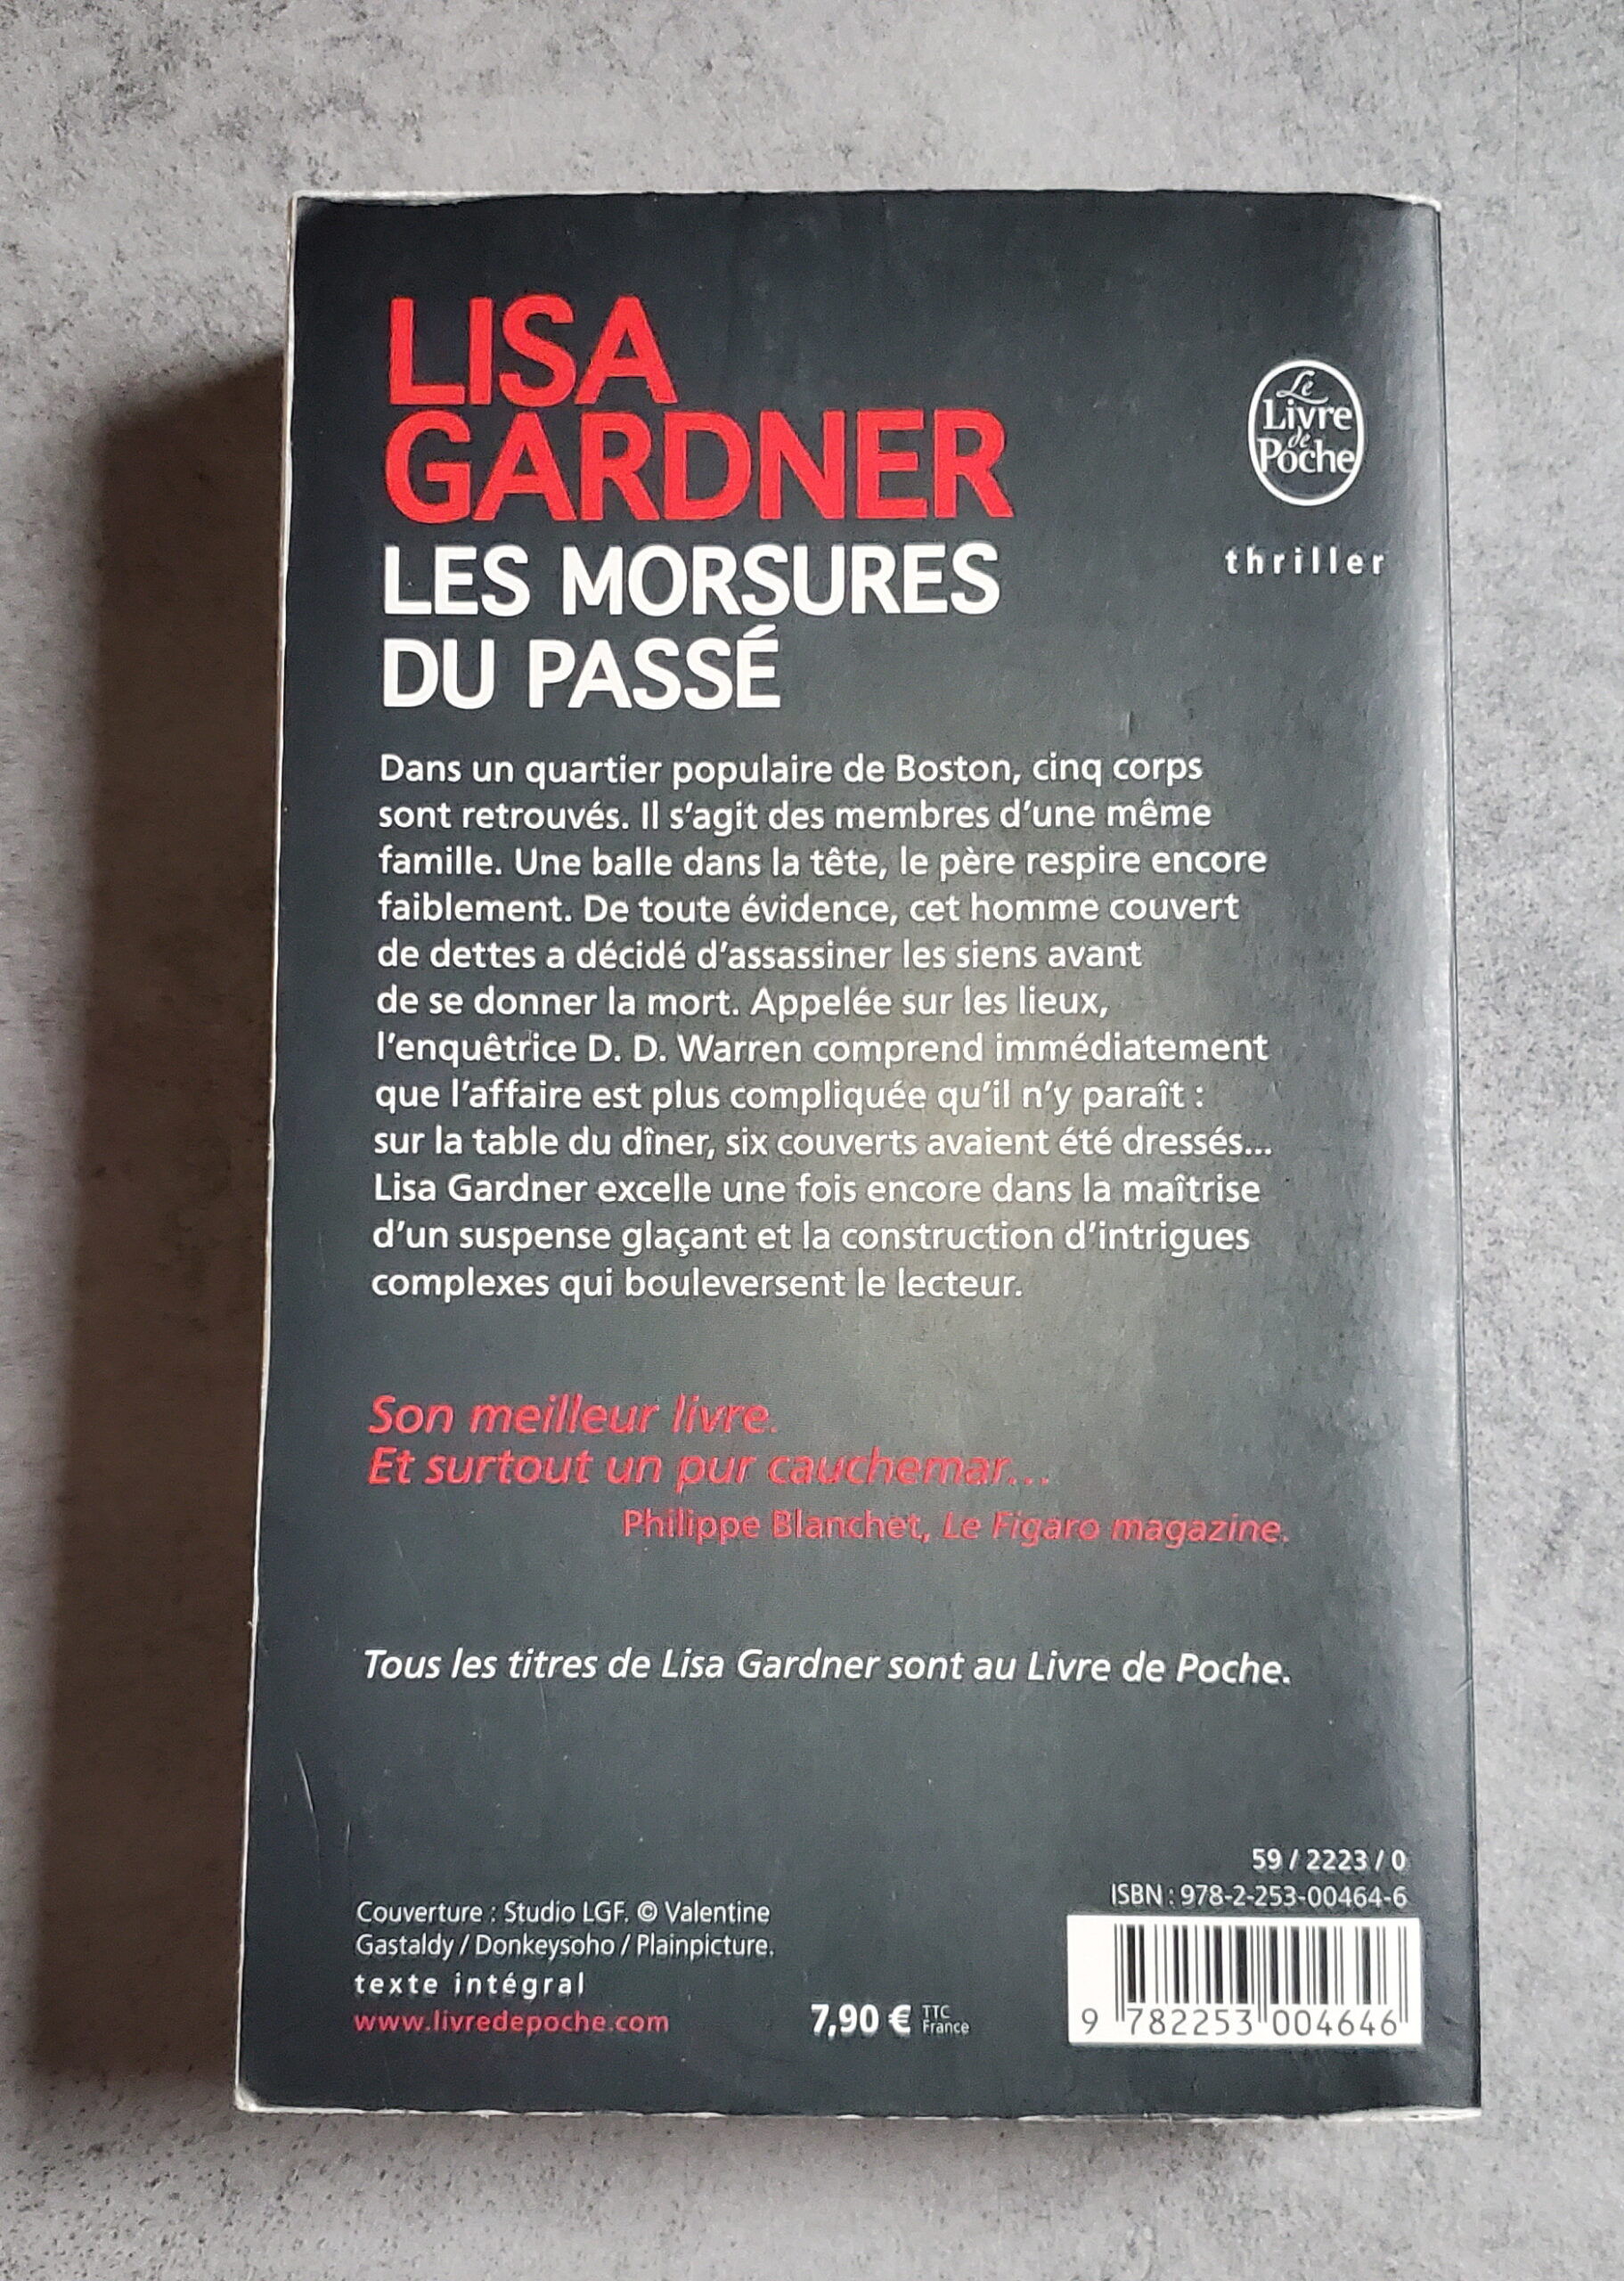 LISA
GARDNER
LES MORSURES
DU PASSÉ
Le
Livre
de
Poche
thriller
Dans un quartier populaire de Boston, cinq corps
sont retrouvés. Il s’agit des membres d’une même
famille. Une balle dans la tête, le père respire encore
faiblement. De toute évidence, cet homme couvert
de dettes a décidé d’assassiner les siens avant
de se donner la mort. Appelée sur les lieux,
l’enquêtrice D. D. Warren comprend immédiatement
que l’affaire est plus compliquée qu’il n’y paraît :
sur la table du dîner, six couverts avaient été dressés...
Lisa Gardner excelle une fois encore dans la maîtrise
d’un suspense glaçant et la construction d’intrigues
complexes qui bouleversent le lecteur.
Son meilleur livre.
Et surtout un pur cauchemar...
Philippe Blanchet, Le Figaro magazine.
Tous les titres de Lisa Gardner sont au Livre de Poche.
Couverture : Studio LGF. © Valentine
Gastaldy / Donkeysoho / Plainpicture.
texte intégral
www.livredepoche.com
7,90 € TTC
France
59 / 2223 / 0
ISBN : 978-2-253-00464-6
9 782253 004646